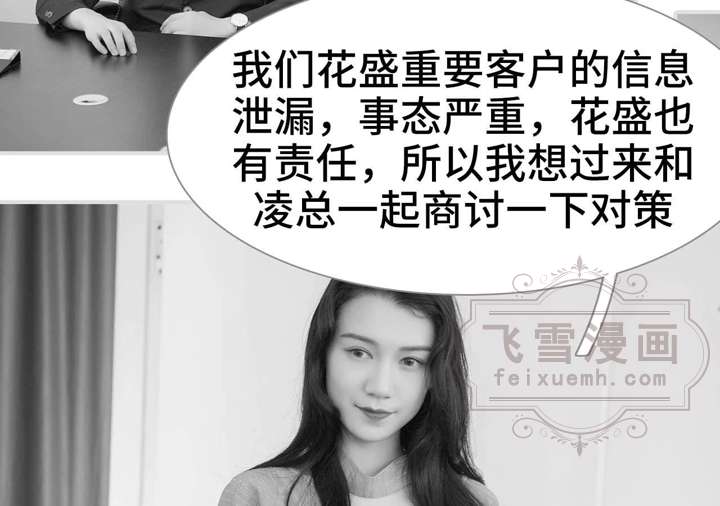 我们花盛重要客户的信息
泄漏，事态严重，花盛也
有责任，所以我想过来和
凌总一起商讨一下对策
飞雪漫画
feixuemh.com